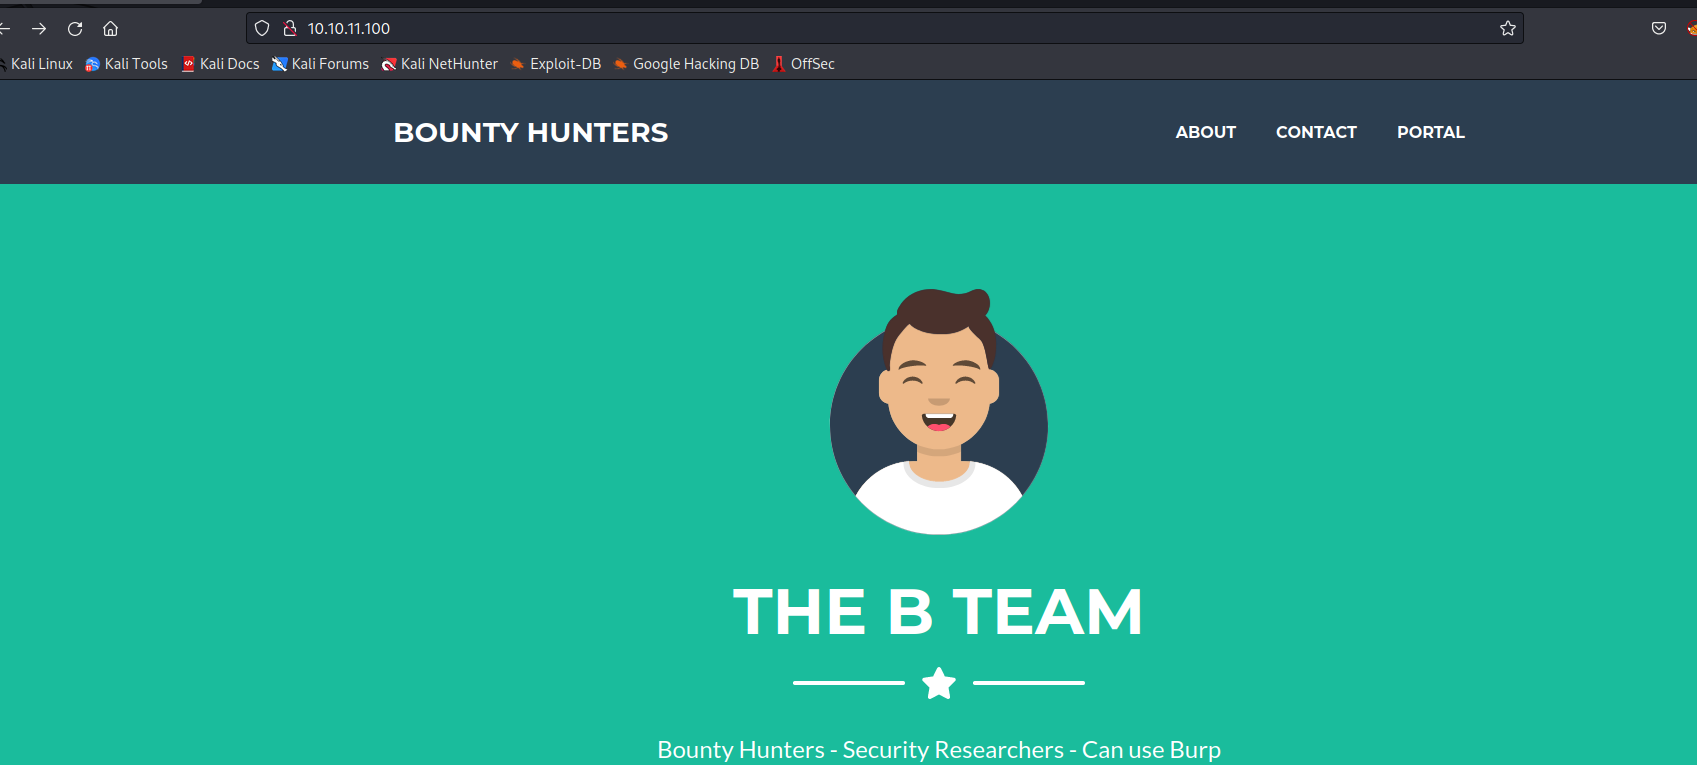 10.10.11.100
Kali Linux Kali Tools Kali Docs Kali Forums Kali NetHunter Exploit-DB Google Hacking DB OffSec
BOUNTY HUNTERS ABOUT CONTACT PORTAL
THE B TEAM
Bounty Hunters - Security Researchers - Can use Burp